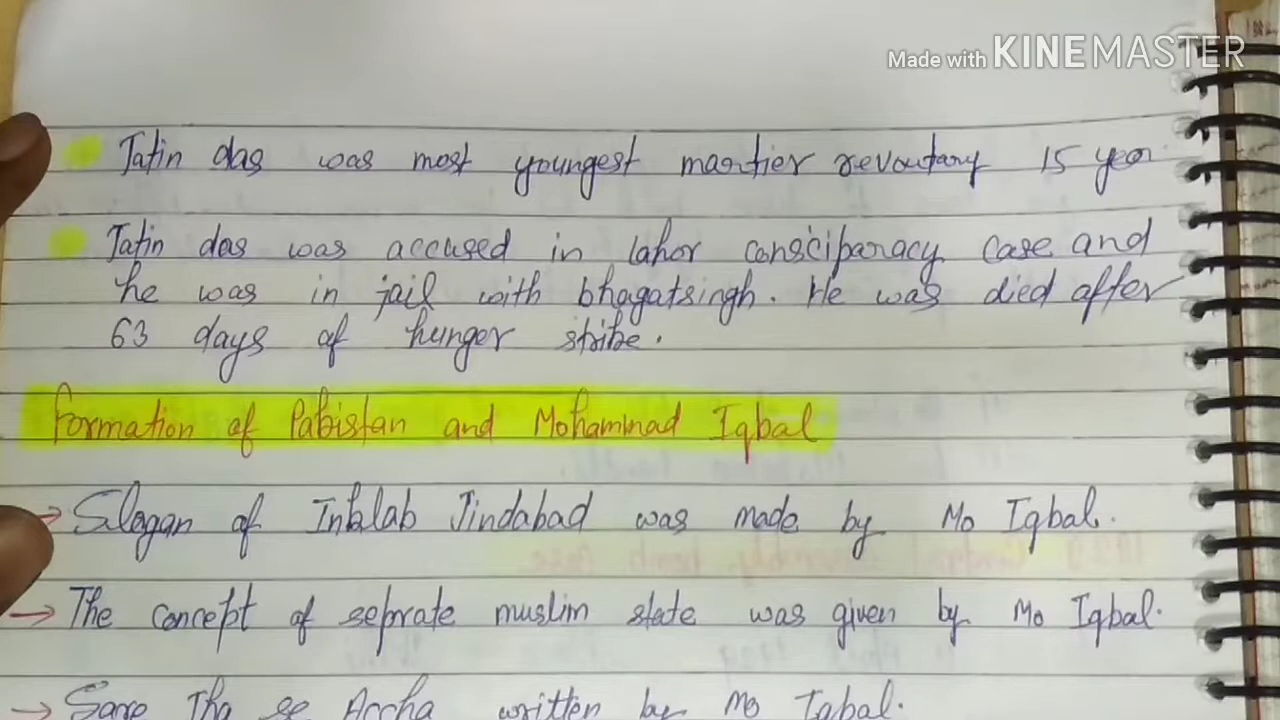 Made with KINEMASTER
Jatin das was most youngest martier revoutary 15 year.
Jatin das was accused in lahor consciparacy case and
he was in jail with bhagatsingh. He was died after
63 days of hunger strike.
Formation of Pakistan and Mohammad Iqbal
→ Slogan of Inklab Jindabad was made by Mo Iqbal.
→ The concept of seprate muslim state was given by Mo Iqbal.
→ Sare Jha se Accha written by Mo Iqbal.